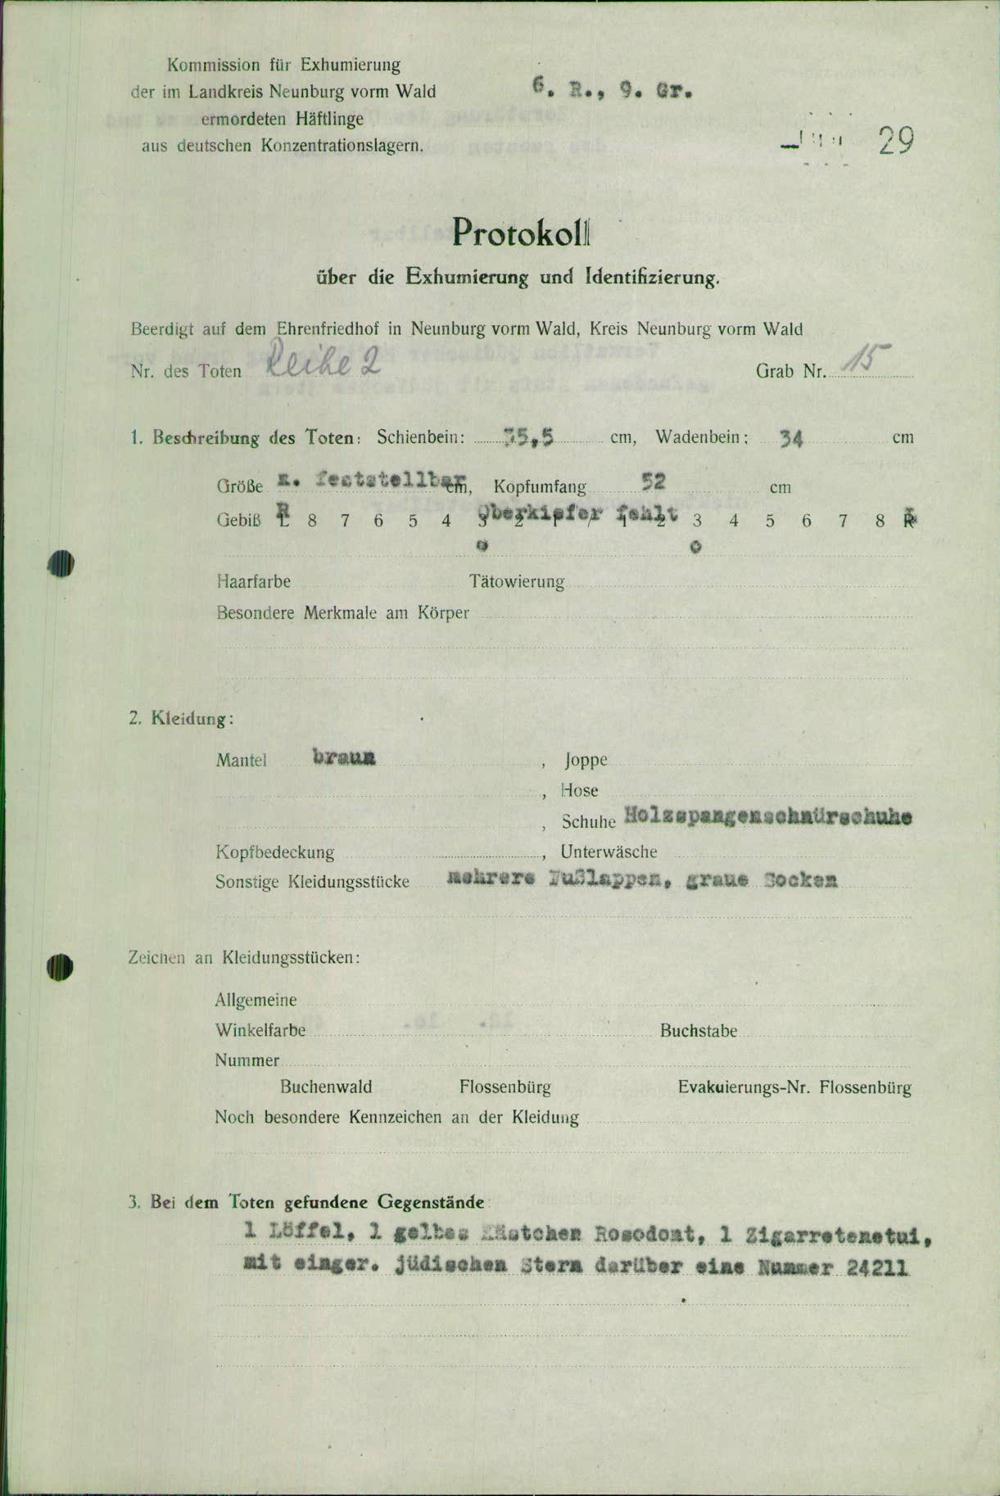 Kommission für Exhumierung
der im Landkreis Neunburg vorm Wald
ermordeten Häftlinge
aus deutschen Konzentrationslagern.
6. R., 9. Gr.
29
Protokoll
über die Exhumierung und Identifizierung.
Beerdigt auf dem Ehrenfriedhof in Neunburg vorm Wald, Kreis Neunburg vorm Wald
Nr. des Toten Reihe 2 Grab Nr. 15
1. Beschreibung des Toten: Schienbein: 35,5 cm, Wadenbein: 34 cm
Größe n. feststellbar cm, Kopfumfang 52 cm
Gebiß 8 7 6 5 4 Oberkiefer fehlt 3 4 5 6 7 8
o o
Haarfarbe Tätowierung
Besondere Merkmale am Körper
2. Kleidung:
Mantel braun , Joppe
, Hose
, Schuhe Holzspangenschnürschuhe
Kopfbedeckung , Unterwäsche
Sonstige Kleidungsstücke mehrere Fußlappen, graue Socken
Zeichen an Kleidungsstücken:
Allgemeine
Winkelfarbe Buchstabe
Nummer
Buchenwald Flossenbürg Evakuierungs-Nr. Flossenbürg
Noch besondere Kennzeichen an der Kleidung
3. Bei dem Toten gefundene Gegenstände
1 Löffel, 1 gelbes Kästchen Rosodont, 1 Zigarretenetui,
mit einger. jüdischen Stern darüber eine Nummer 24211